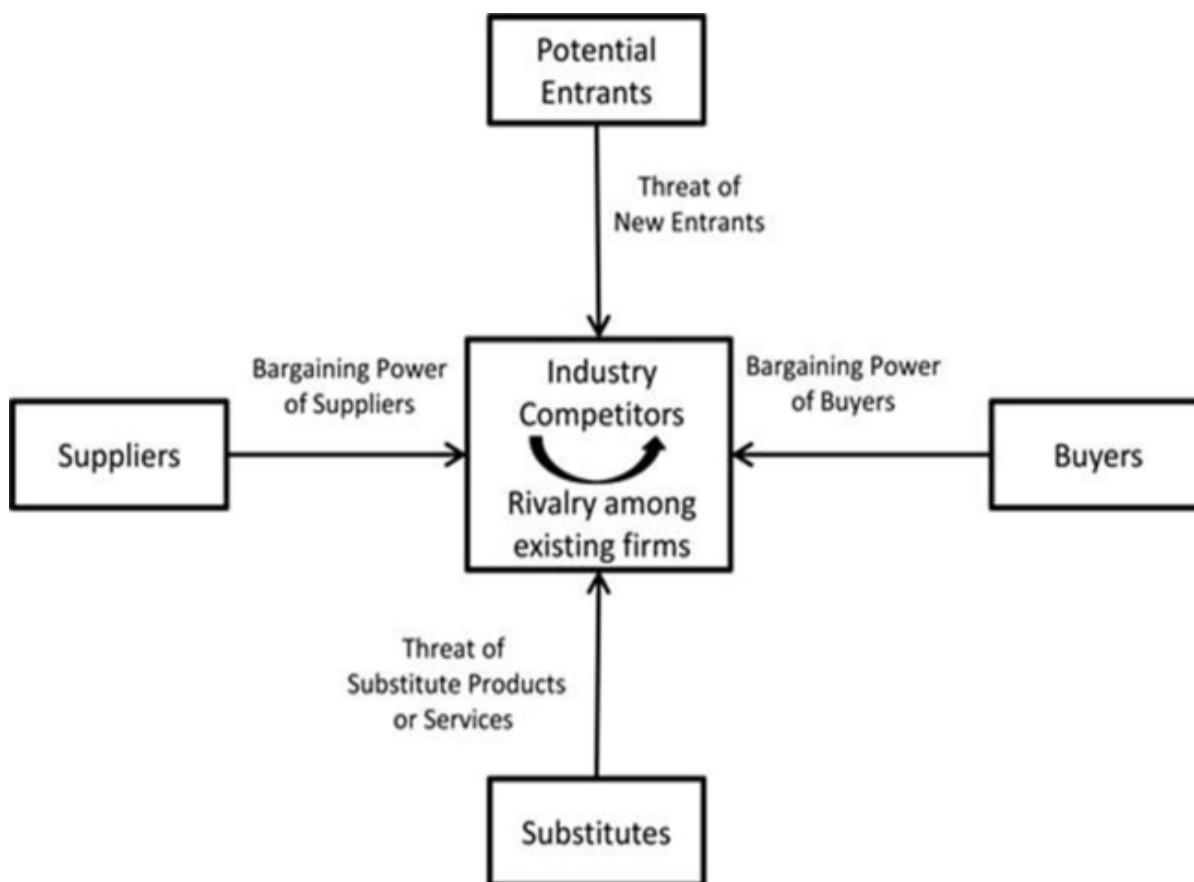 Potential
Entrants
Threat of
New Entrants
Bargaining Power
of Suppliers
Industry
Competitors
Bargaining Power
of Buyers
Suppliers
Buyers
Rivalry among
existing firms
Threat of
Substitute Products
or Services
Substitutes